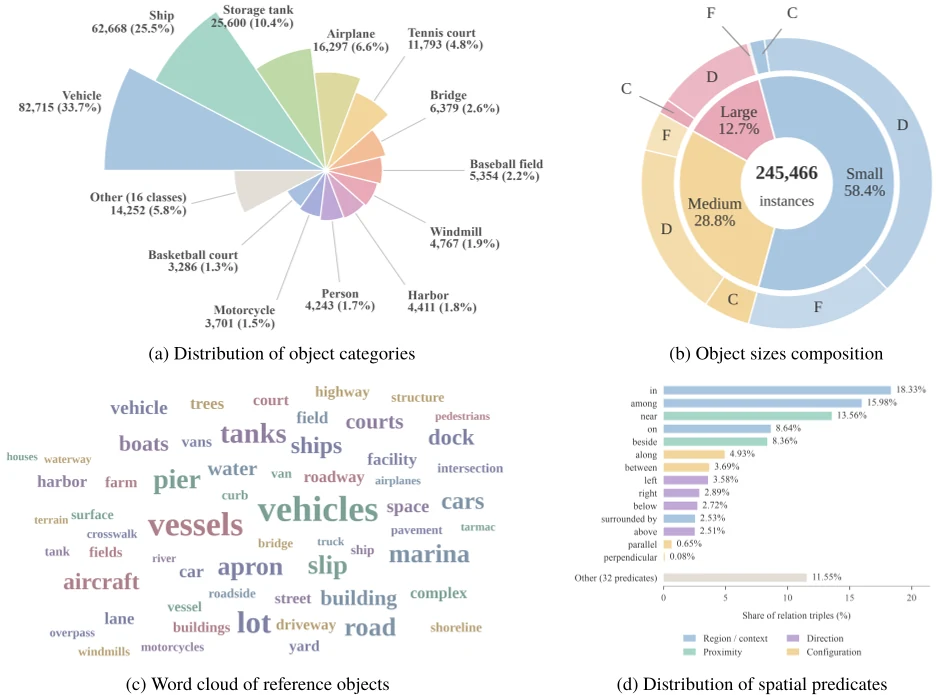 Ship
62,668 (25.5%)
Storage tank
25,600 (10.4%)
Airplane
16,297 (6.6%)
Tennis court
11,793 (4.8%)
Vehicle
82,715 (33.7%)
Bridge
6,379 (2.6%)
Baseball field
5,354 (2.2%)
Other (16 classes)
14,252 (5.8%)
Windmill
4,767 (1.9%)
Basketball court
3,286 (1.3%)
Motorcycle
3,701 (1.5%)
Person
4,243 (1.7%)
Harbor
4,411 (1.8%)
(a) Distribution of object categories
F
C
D
C
F
D
C
F
D
Large
12.7%
Medium
28.8%
Small
58.4%
245,466
instances
(b) Object sizes composition
highway
vehicle
trees
court
structure
field
courts
pedestrians
boats
vans
tanks
ships
dock
houses
waterway
water
facility
intersection
harbor
farm
pier
van
roadway
airplanes
curb
vehicles
space
cars
terrain
surface
vessels
crosswalk
pavement
tarmac
tank
fields
river
bridge
truck
ship
marina
aircraft
car
apron
slip
roadside
street
building
complex
vessel
lane
buildings
lot
driveway
road
shoreline
overpass
windmills
motorcycles
yard
(c) Word cloud of reference objects
in 18.33%
among 15.98%
near 13.56%
on 8.64%
beside 8.36%
along 4.93%
between 3.69%
left 3.58%
right 2.89%
below 2.72%
surrounded by 2.53%
above 2.51%
parallel 0.65%
perpendicular 0.08%
Other (32 predicates) 11.55%
0 5 10 15 20
Share of relation triples (%)
Region / context
Direction
Proximity
Configuration
(d) Distribution of spatial predicates